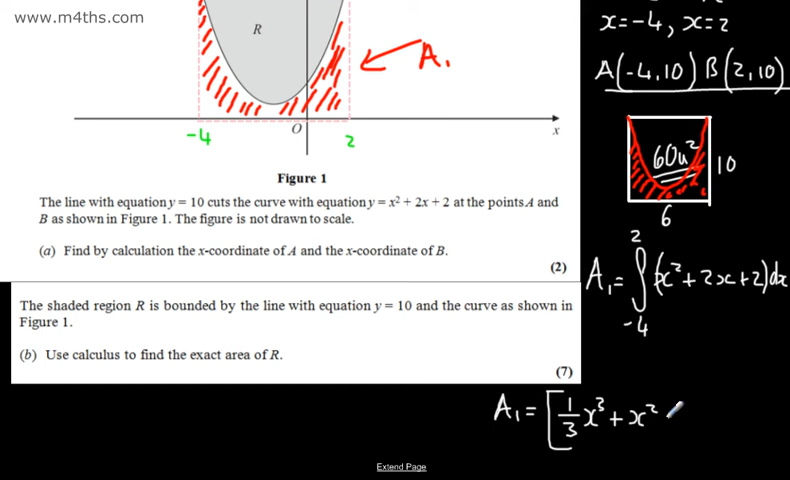 www.m4ths.com
x=-4, x=2
R
A₁
A(-4,10) B(2,10)
-4
O
2
x
60u²
10
6
Figure 1
The line with equation y = 10 cuts the curve with equation y = x² + 2x + 2 at the points A and
B as shown in Figure 1. The figure is not drawn to scale.
(a) Find by calculation the x-coordinate of A and the x-coordinate of B.
(2)
A₁ = ∫₋₄² (x²+2x+2)dx
The shaded region R is bounded by the line with equation y = 10 and the curve as shown in
Figure 1.
(b) Use calculus to find the exact area of R.
(7)
A₁ = [1/3 x³ + x²
Extend Page